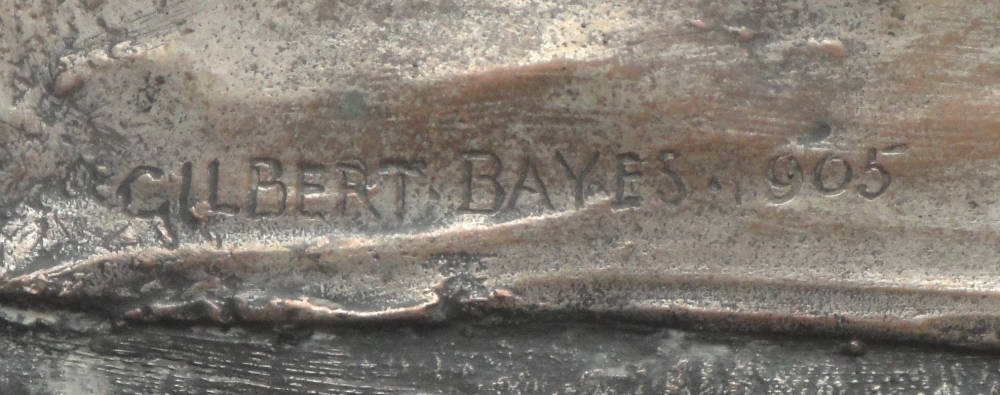 GILBERT BAYES · 1905